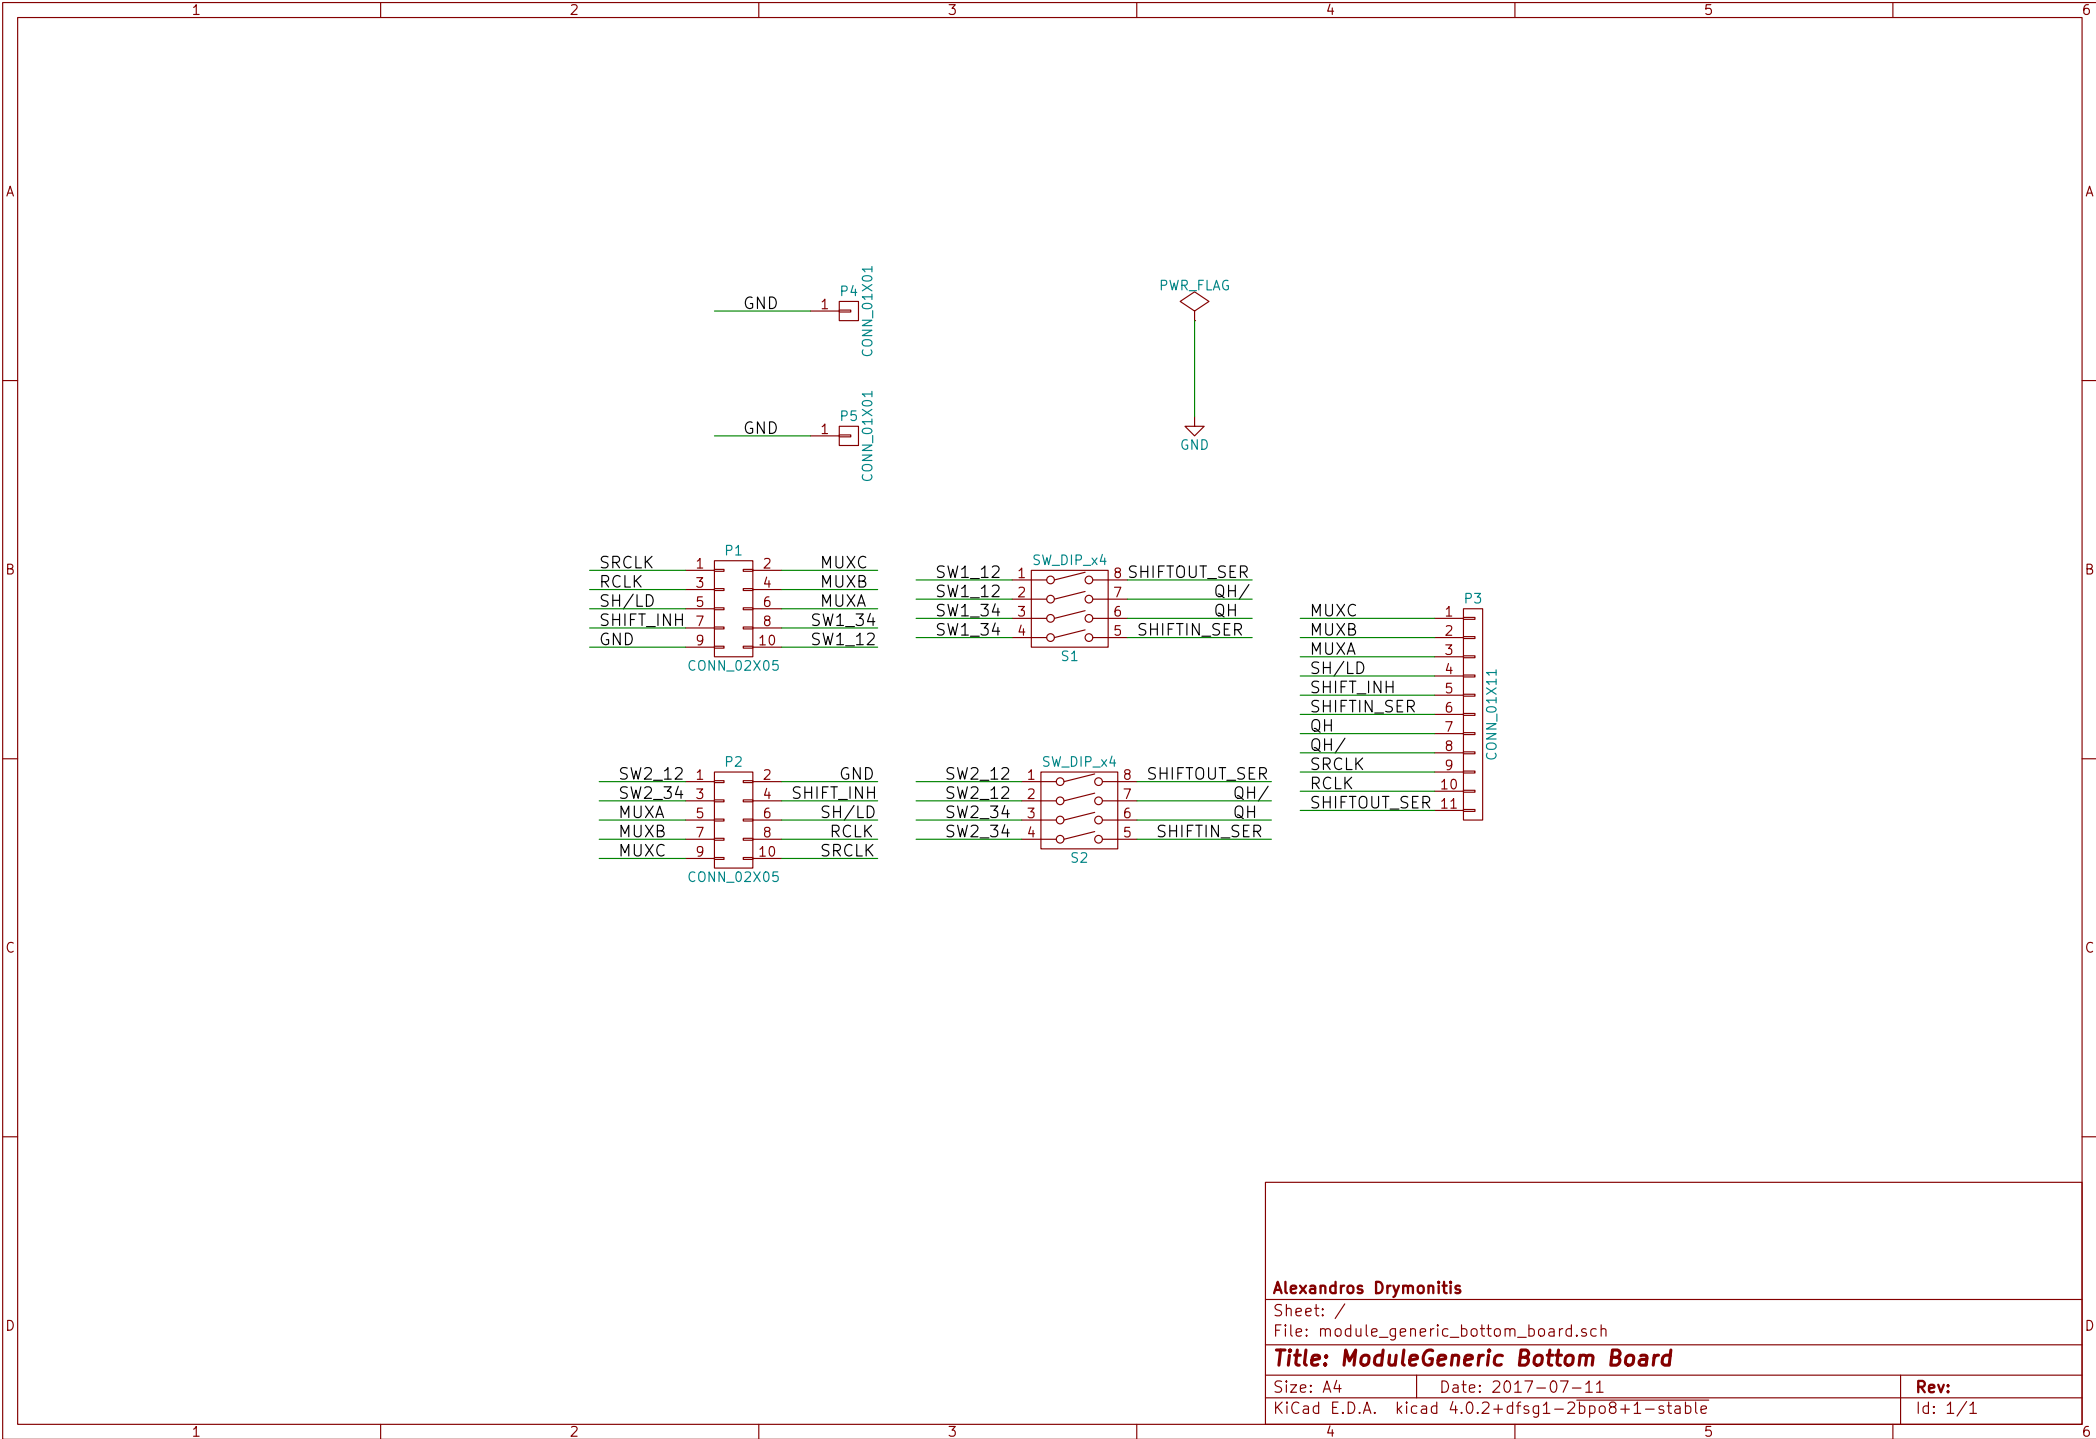 1 2 3 4 5 6
A A
PWR_FLAG
P4
GND 1
CONN_01X01
P5
GND 1
CONN_01X01
GND
B B
P1
SRCLK 1 2 MUXC
RCLK 3 4 MUXB
SH/LD 5 6 MUXA
SHIFT_INH 7 8 SW1_34
GND 9 10 SW1_12
CONN_02X05
SW_DIP_x4
SW1_12 1 8 SHIFTOUT_SER
SW1_12 2 7 QH/
SW1_34 3 6 QH
SW1_34 4 5 SHIFTIN_SER
S1
P3
MUXC 1
MUXB 2
MUXA 3
SH/LD 4
SHIFT_INH 5
SHIFTIN_SER 6
QH 7
QH/ 8
SRCLK 9
RCLK 10
SHIFTOUT_SER 11
CONN_01X11
P2
SW2_12 1 2 GND
SW2_34 3 4 SHIFT_INH
MUXA 5 6 SH/LD
MUXB 7 8 RCLK
MUXC 9 10 SRCLK
CONN_02X05
SW_DIP_x4
SW2_12 1 8 SHIFTOUT_SER
SW2_12 2 7 QH/
SW2_34 3 6 QH
SW2_34 4 5 SHIFTIN_SER
S2
C C
Alexandros Drymonitis
Sheet: /
File: module_generic_bottom_board.sch
D D
Title: ModuleGeneric Bottom Board
Size: A4 Date: 2017-07-11 Rev:
KiCad E.D.A. kicad 4.0.2+dfsg1-2bpo8+1-stable Id: 1/1
1 2 3 4 5 6